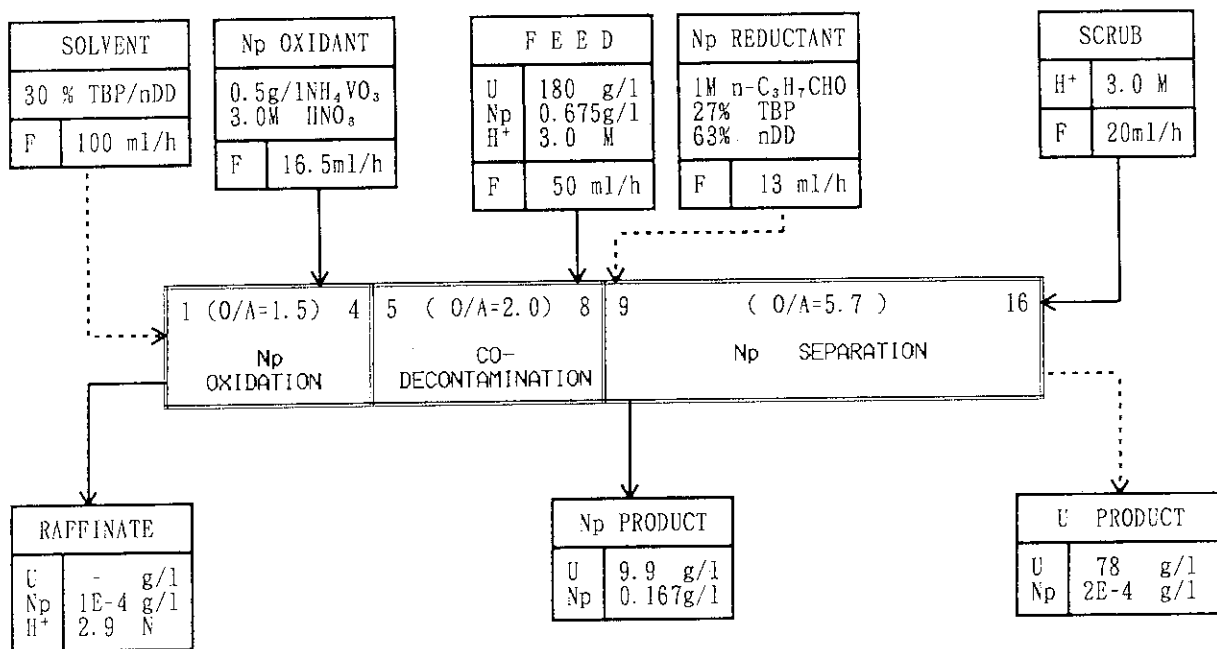 SOLVENT
30 % TBP/nDD
F 100 ml/h
Np OXIDANT
0.5g/lNH₄VO₃
3.0M HNO₃
F 16.5ml/h
F E E D
U 180 g/l
Np 0.675g/l
H⁺ 3.0 M
F 50 ml/h
Np REDUCTANT
1M n-C₃H₇CHO
27% TBP
63% nDD
F 13 ml/h
SCRUB
H⁺ 3.0 M
F 20ml/h
1 (O/A=1.5) 4
Np
OXIDATION
5 ( O/A=2.0) 8
CO-
DECONTAMINATION
9 ( O/A=5.7 ) 16
Np SEPARATION
RAFFINATE
U - g/l
Np 1E-4 g/l
H⁺ 2.9 N
Np PRODUCT
U 9.9 g/l
Np 0.167g/l
U PRODUCT
U 78 g/l
Np 2E-4 g/l